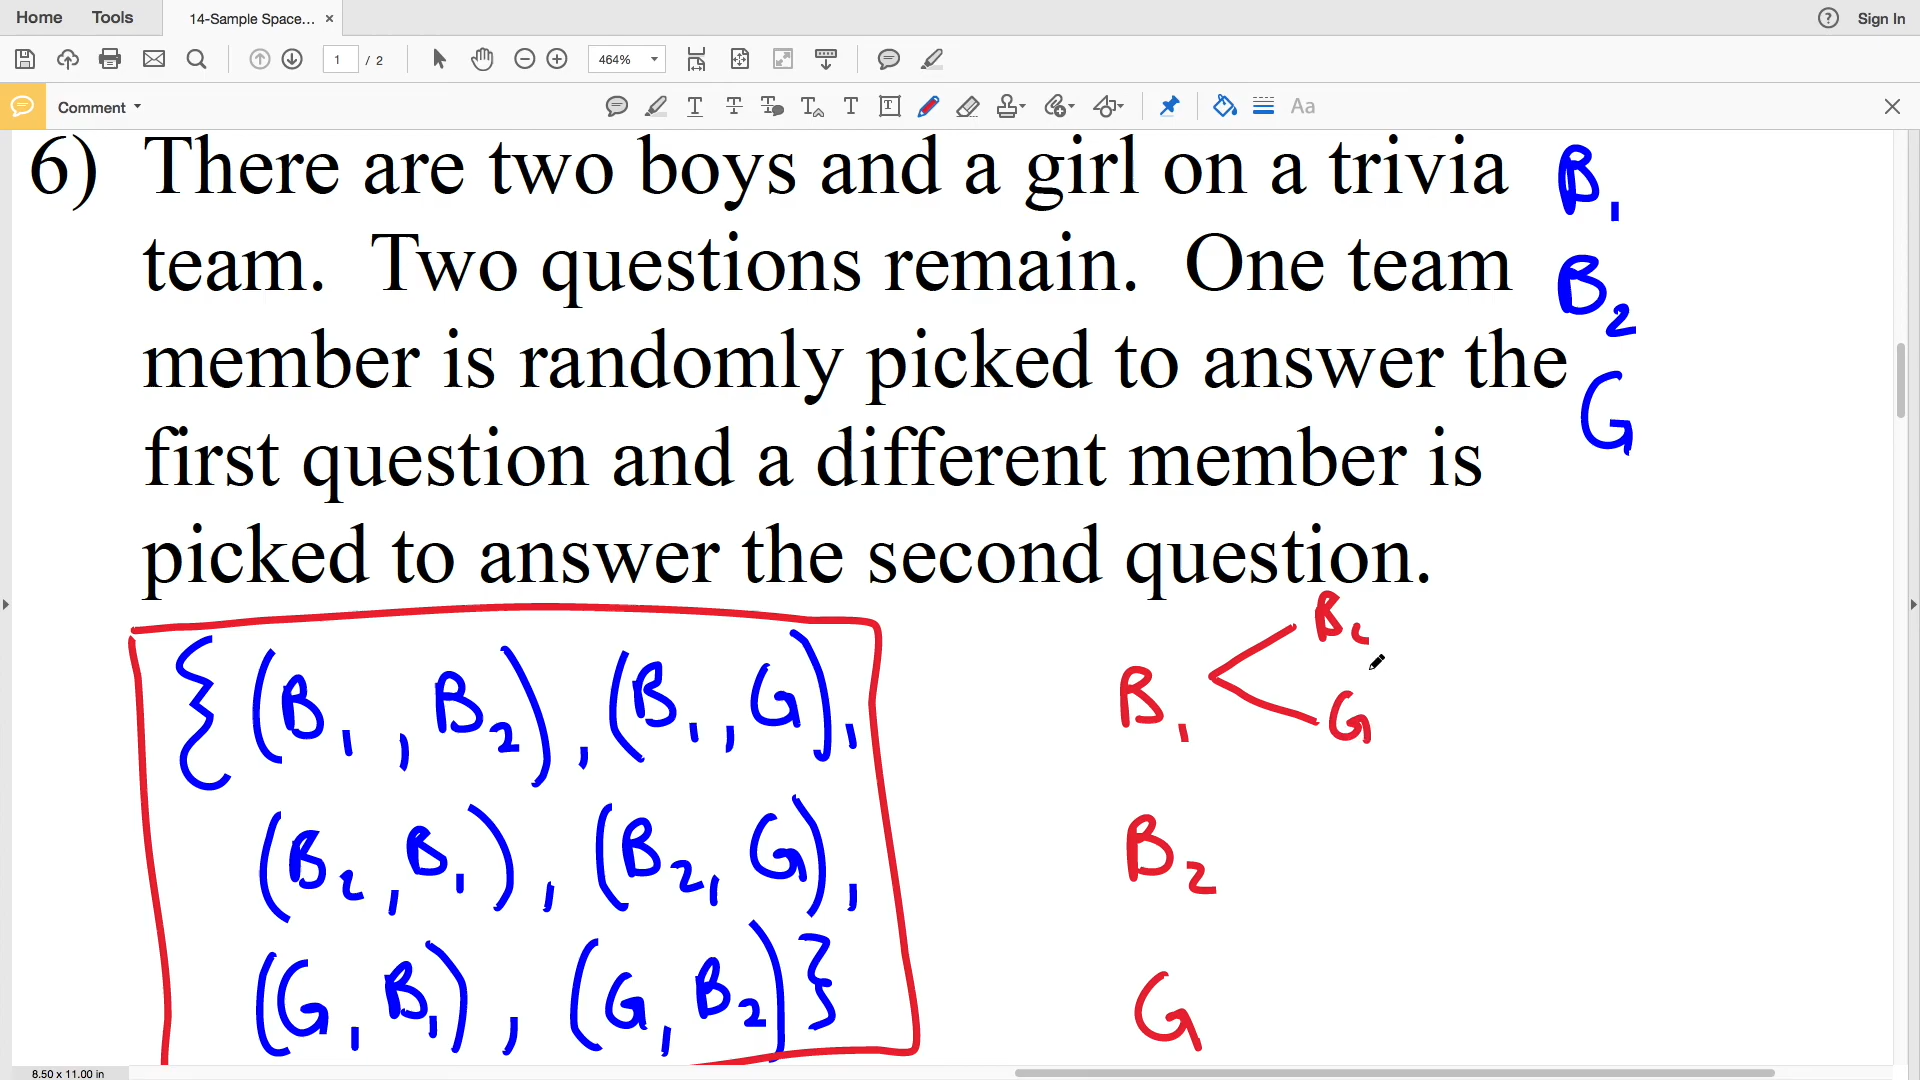 Home Tools 14-Sample Space... × Sign In
1 / 2 464%
Comment Aa
6) There are two boys and a girl on a trivia B₁
team. Two questions remain. One team B₂
member is randomly picked to answer the
first question and a different member is G
picked to answer the second question.
{(B₁, B₂), (B₁, G), B₁ B₂ G
(B₂, B₁), (B₂, G), B₂
(G, B₁), (G, B₂)} G
8.50 x 11.00 in